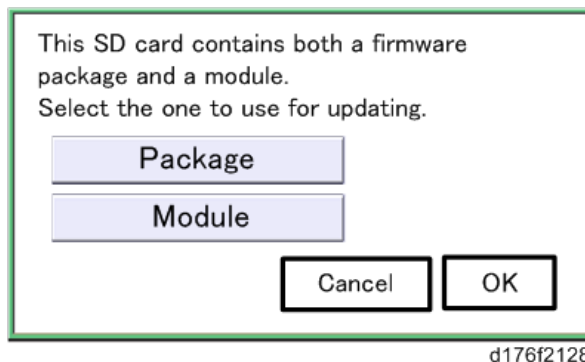 This SD card contains both a firmware
package and a module.
Select the one to use for updating.
Package
Module
Cancel OK
d176f2128